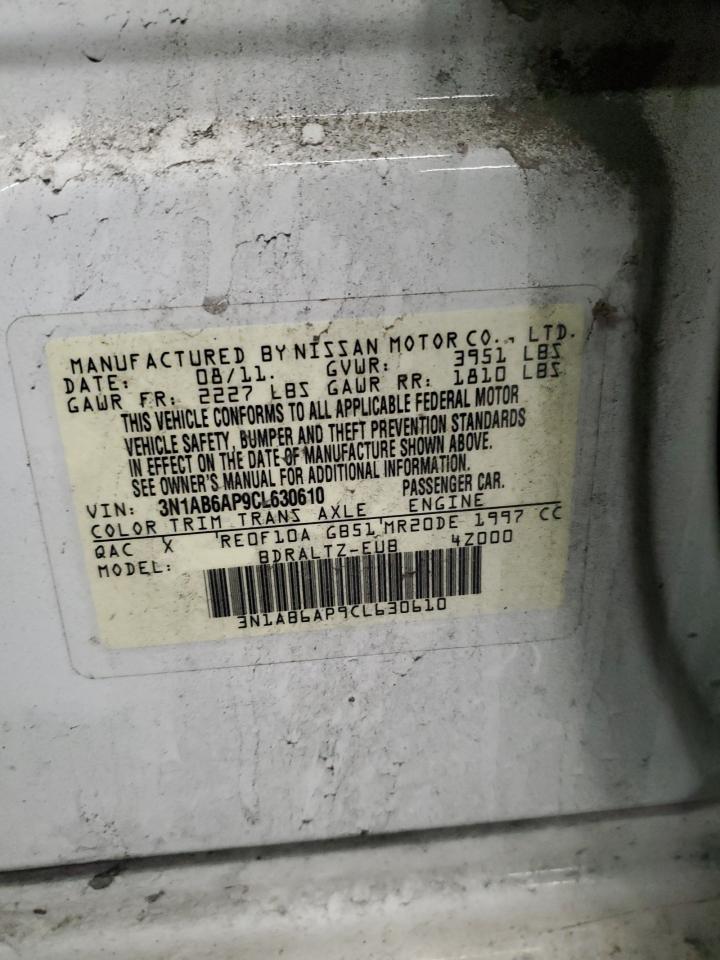 MANUFACTURED BY NISSAN MOTOR CO., LTD.
DATE: 08/11. GVWR: 3951 LBS
GAWR FR: 2227 LBS GAWR RR: 1810 LBS
THIS VEHICLE CONFORMS TO ALL APPLICABLE FEDERAL MOTOR
VEHICLE SAFETY, BUMPER AND THEFT PREVENTION STANDARDS
IN EFFECT ON THE DATE OF MANUFACTURE SHOWN ABOVE.
SEE OWNER'S MANUAL FOR ADDITIONAL INFORMATION.
VIN: 3N1AB6AP9CL630610 PASSENGER CAR.
COLOR TRIM TRANS AXLE ENGINE
QAC X RE0F10A GB51 MR20DE 1997 CC
MODEL: BDRALTZ-EUB 4Z000
3N1AB6AP9CL630610